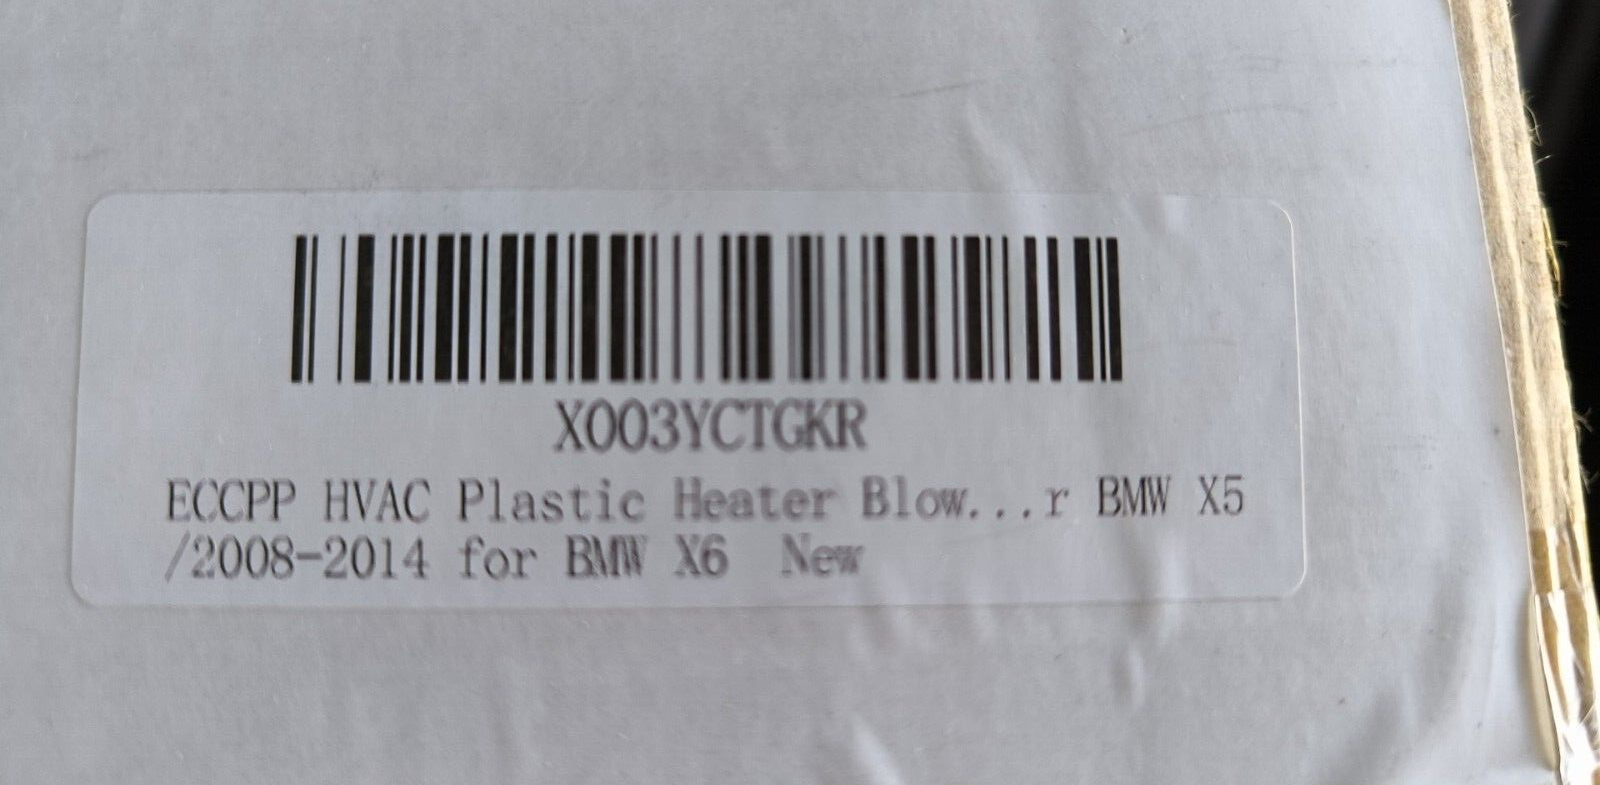 X003YCTGKR
ECCPP HVAC Plastic Heater Blow...r BMW X5
/2008-2014 for BMW X6 New